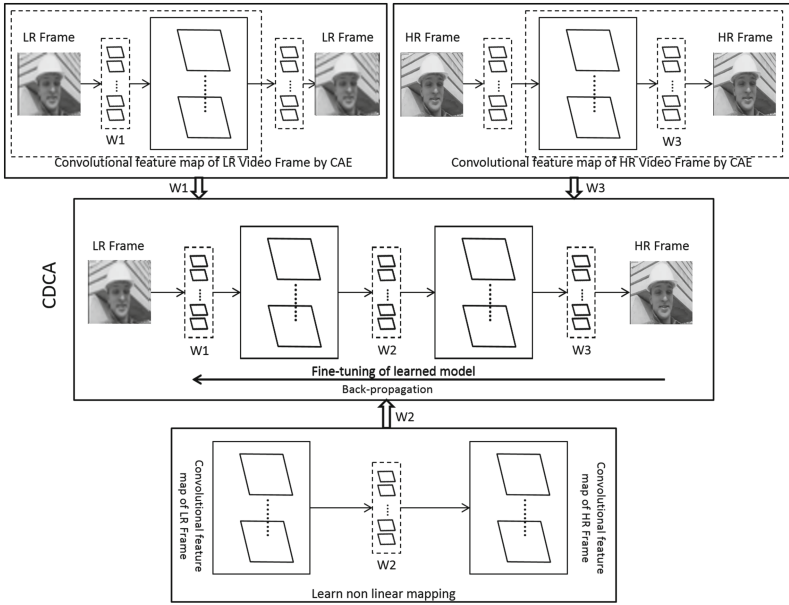 LR Frame
LR Frame
W1
Convolutional feature map of LR Video Frame by CAE
HR Frame
HR Frame
W3
Convolutional feature map of HR Video Frame by CAE
W1
W3
CDCA
LR Frame
HR Frame
W1
W2
W3
Fine-tuning of learned model
Back-propagation
W2
Convolutional feature
map of LR Frame
W2
Convolutional feature
map of HR Frame
Learn non linear mapping